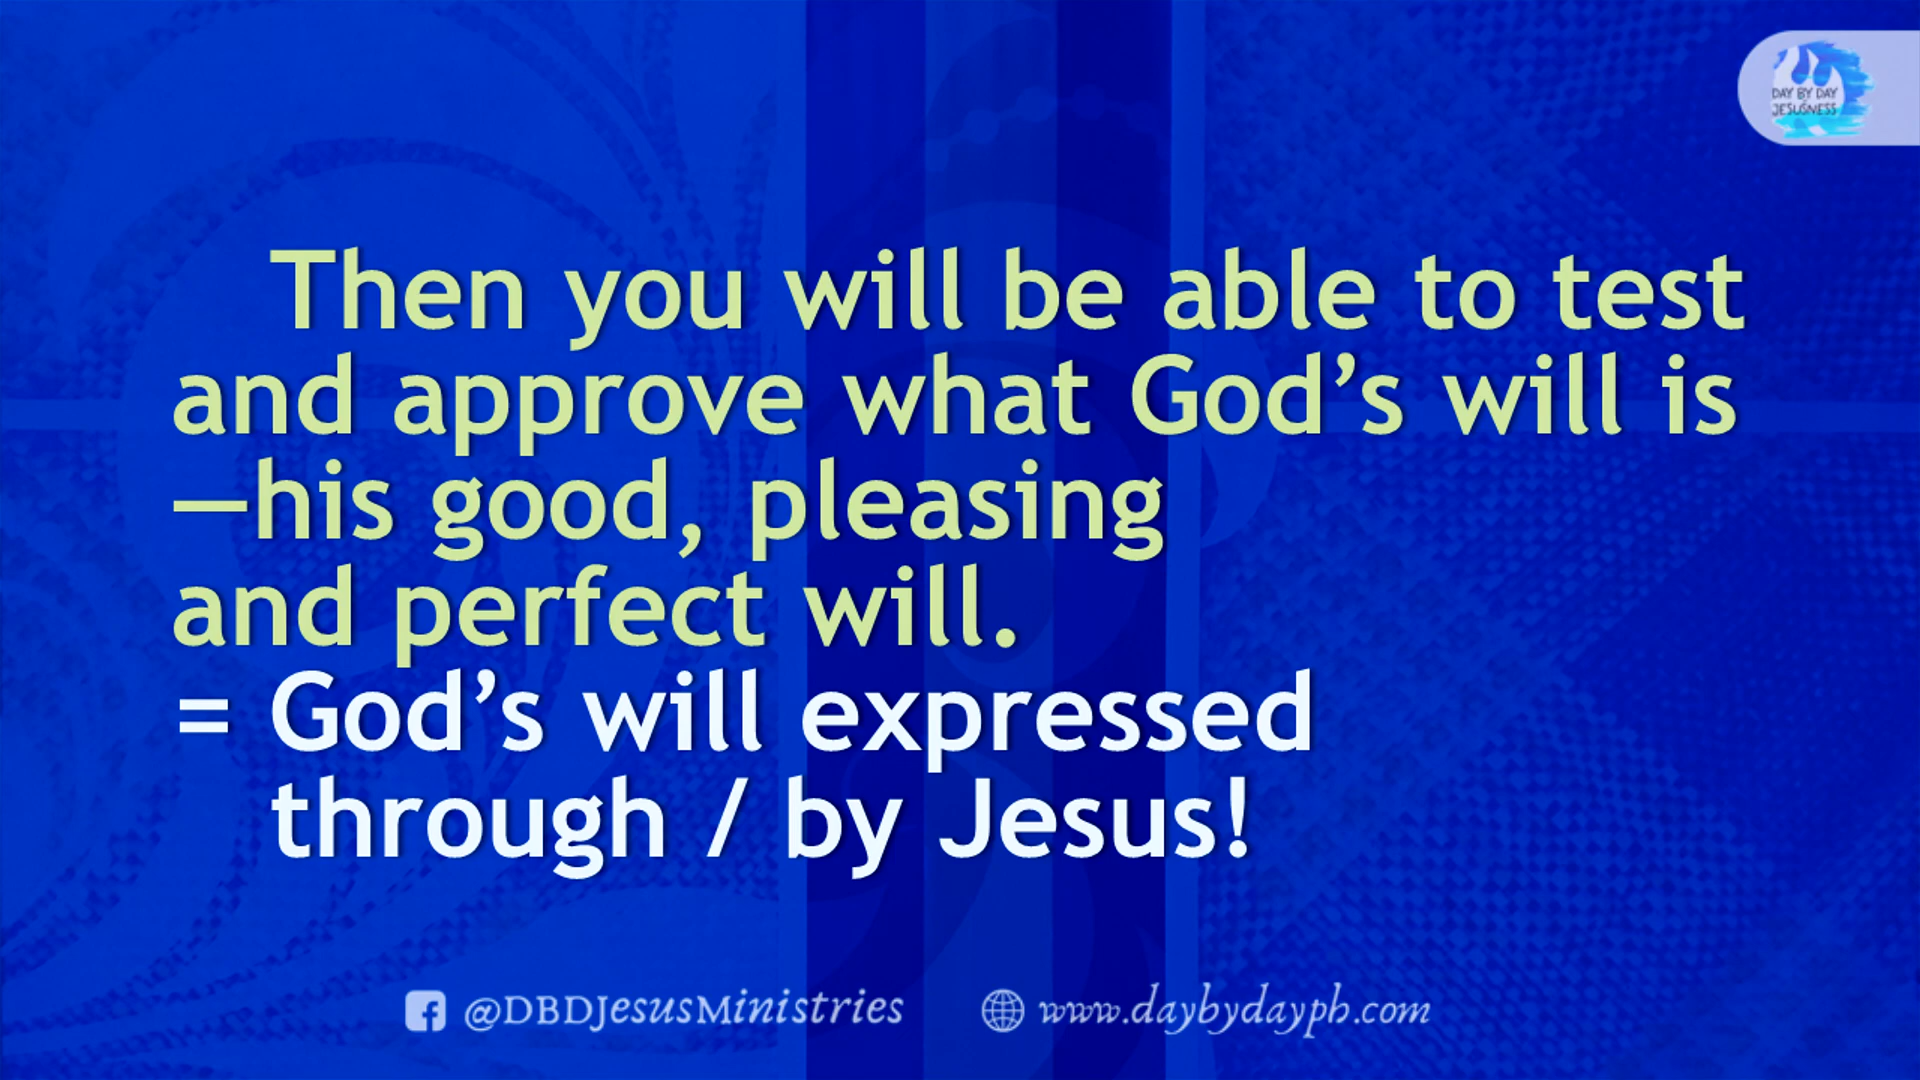 DAY BY DAY
JESUSNESS
Then you will be able to test
and approve what God’s will is
—his good, pleasing
and perfect will.
= God’s will expressed
through / by Jesus!
@DBDJesusMinistries
www.daybydayph.com